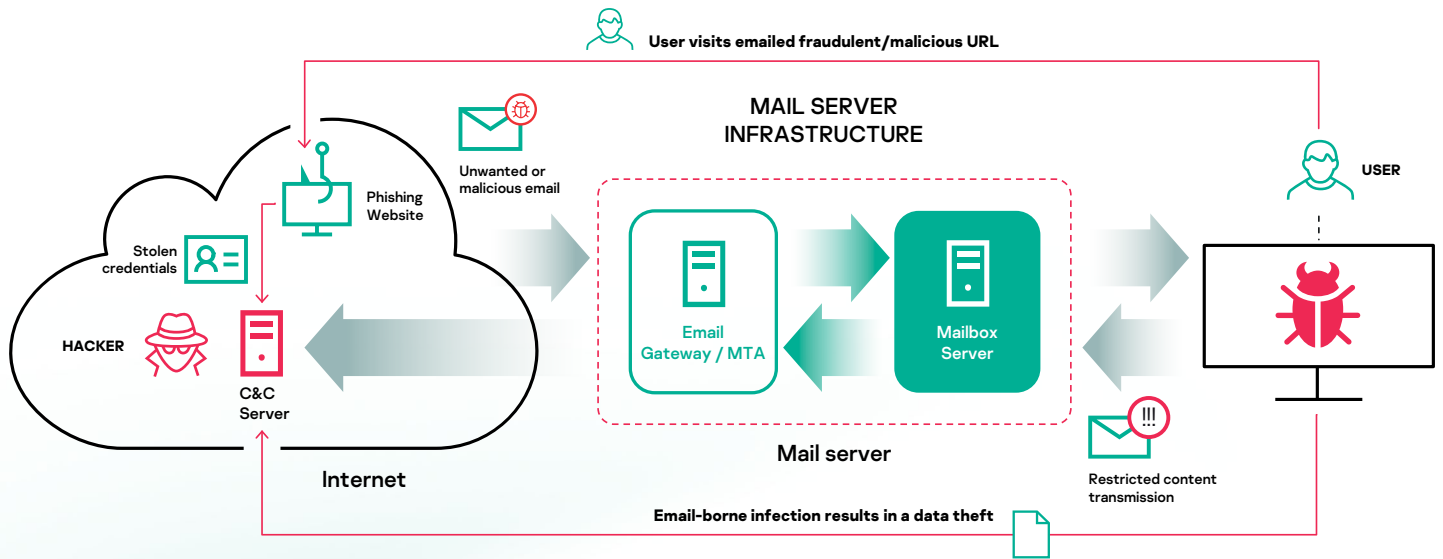 User visits emailed fraudulent/malicious URL
MAIL SERVER
INFRASTRUCTURE
Unwanted or
malicious email
Phishing
Website
USER
Stolen
credentials
HACKER
C&C
Server
Email
Gateway / MTA
Mailbox
Server
!!!
Mail server
Internet
Restricted content
transmission
Email-borne infection results in a data theft